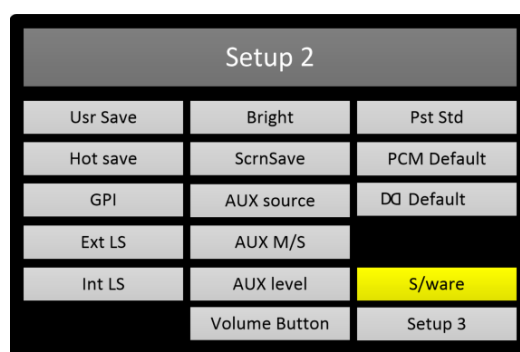 Setup 2
Usr Save Bright Pst Std
Hot save ScrnSave PCM Default
GPI AUX source Default
Ext LS AUX M/S
Int LS AUX level S/ware
Volume Button Setup 3